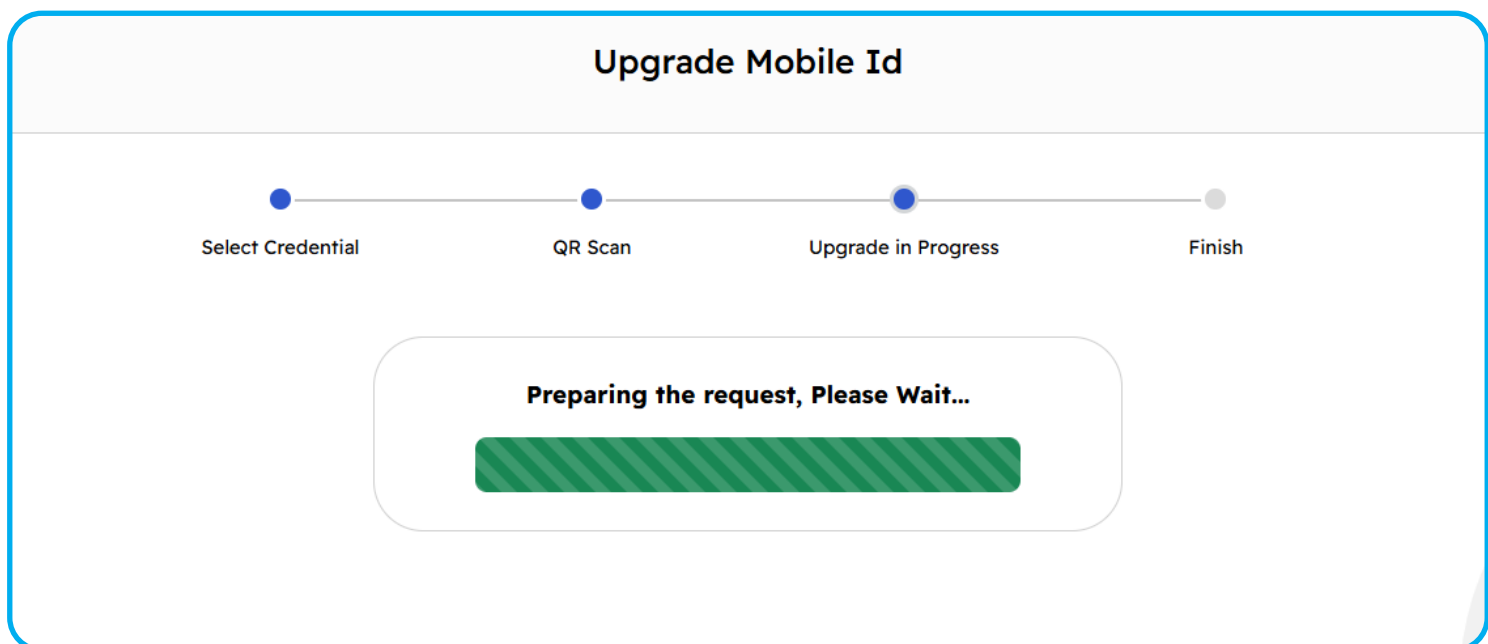 Upgrade Mobile Id
Select Credential
QR Scan
Upgrade in Progress
Finish
Preparing the request, Please Wait...